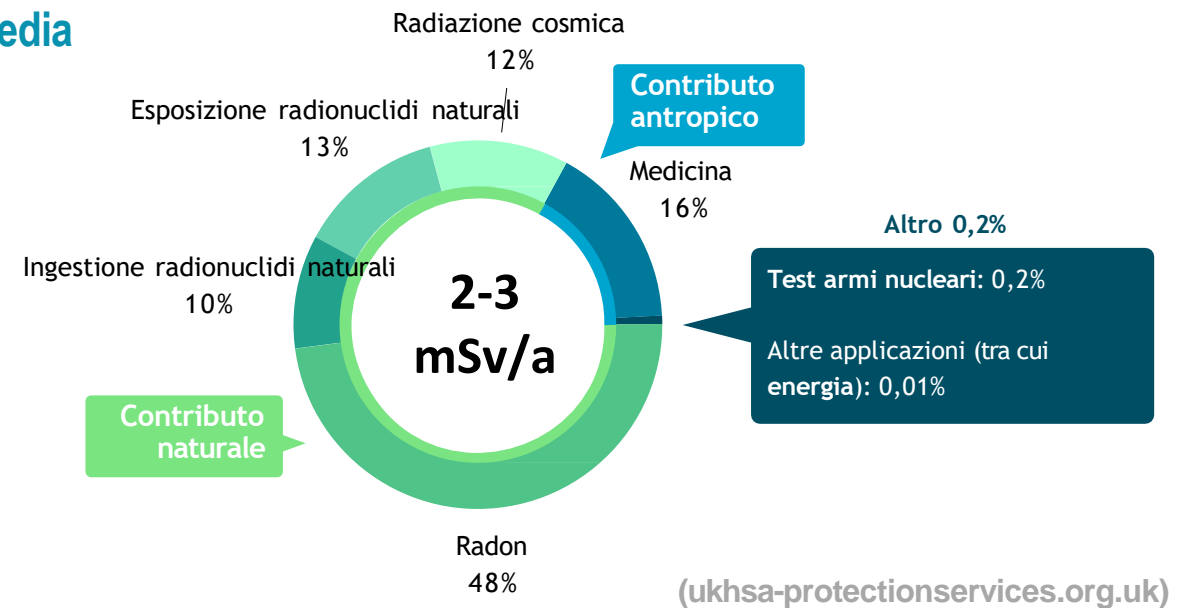 edia
Radiazione cosmica
12%
Contributo
antropico
Esposizione radionuclidi naturali
13%
Medicina
16%
Altro 0,2%
Test armi nucleari: 0,2%
Altre applicazioni (tra cui
energia): 0,01%
Ingestione radionuclidi naturali
10%
2-3
mSv/a
Contributo
naturale
Radon
48%
(ukhsa-protectionservices.org.uk)